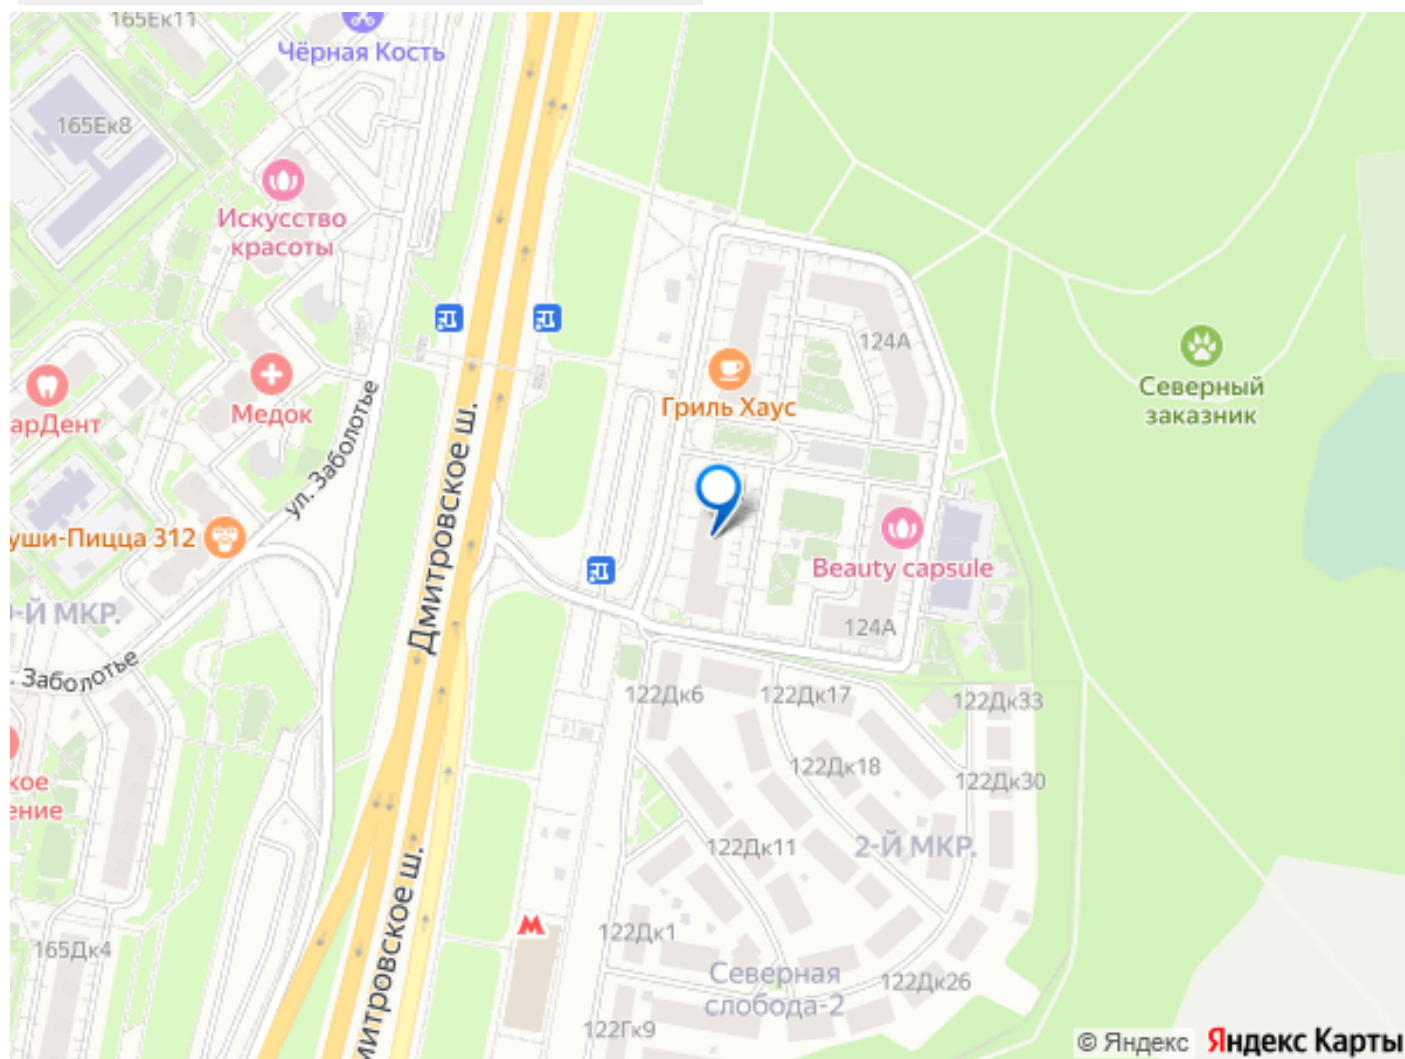 165Ек11
Чёрная Кость
165Ек8
Искусство
красоты
124А
Северный
заказник
арДент
Медок
Гриль Хаус
ул. Заболотье
Дмитровское ш.
уши-Пицца 312
Beauty capsule
-Й МКР.
124А
Заболотье
122Дк6
122Дк17
122Дк33
122Дк18
122Дк30
кое
ение
122Дк11
2-Й МКР.
митровское ш.
165Дк4
М
122Дк1
Северная
слобода-2
122Дк26
122Гк9
© Яндекс Яндекс Карты